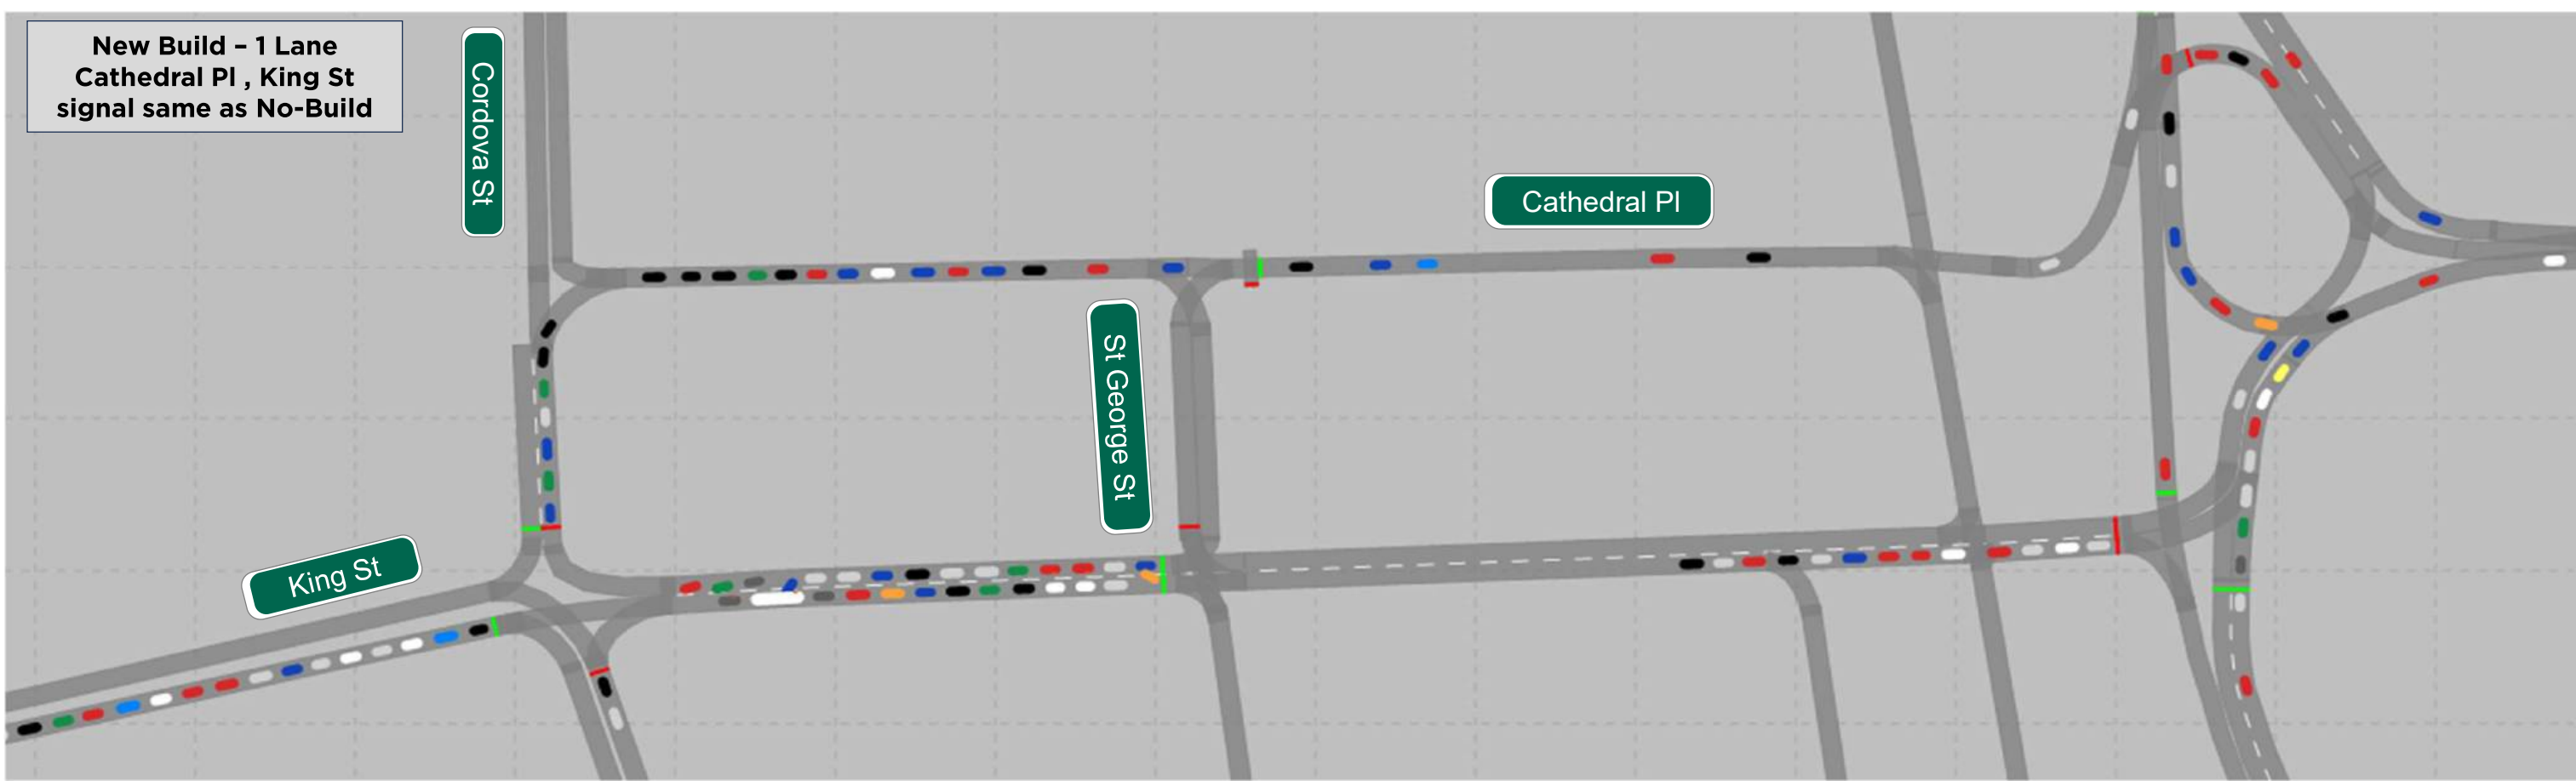 New Build – 1 Lane
Cathedral Pl , King St
signal same as No-Build
Cordova St
Cathedral Pl
St George St
King St